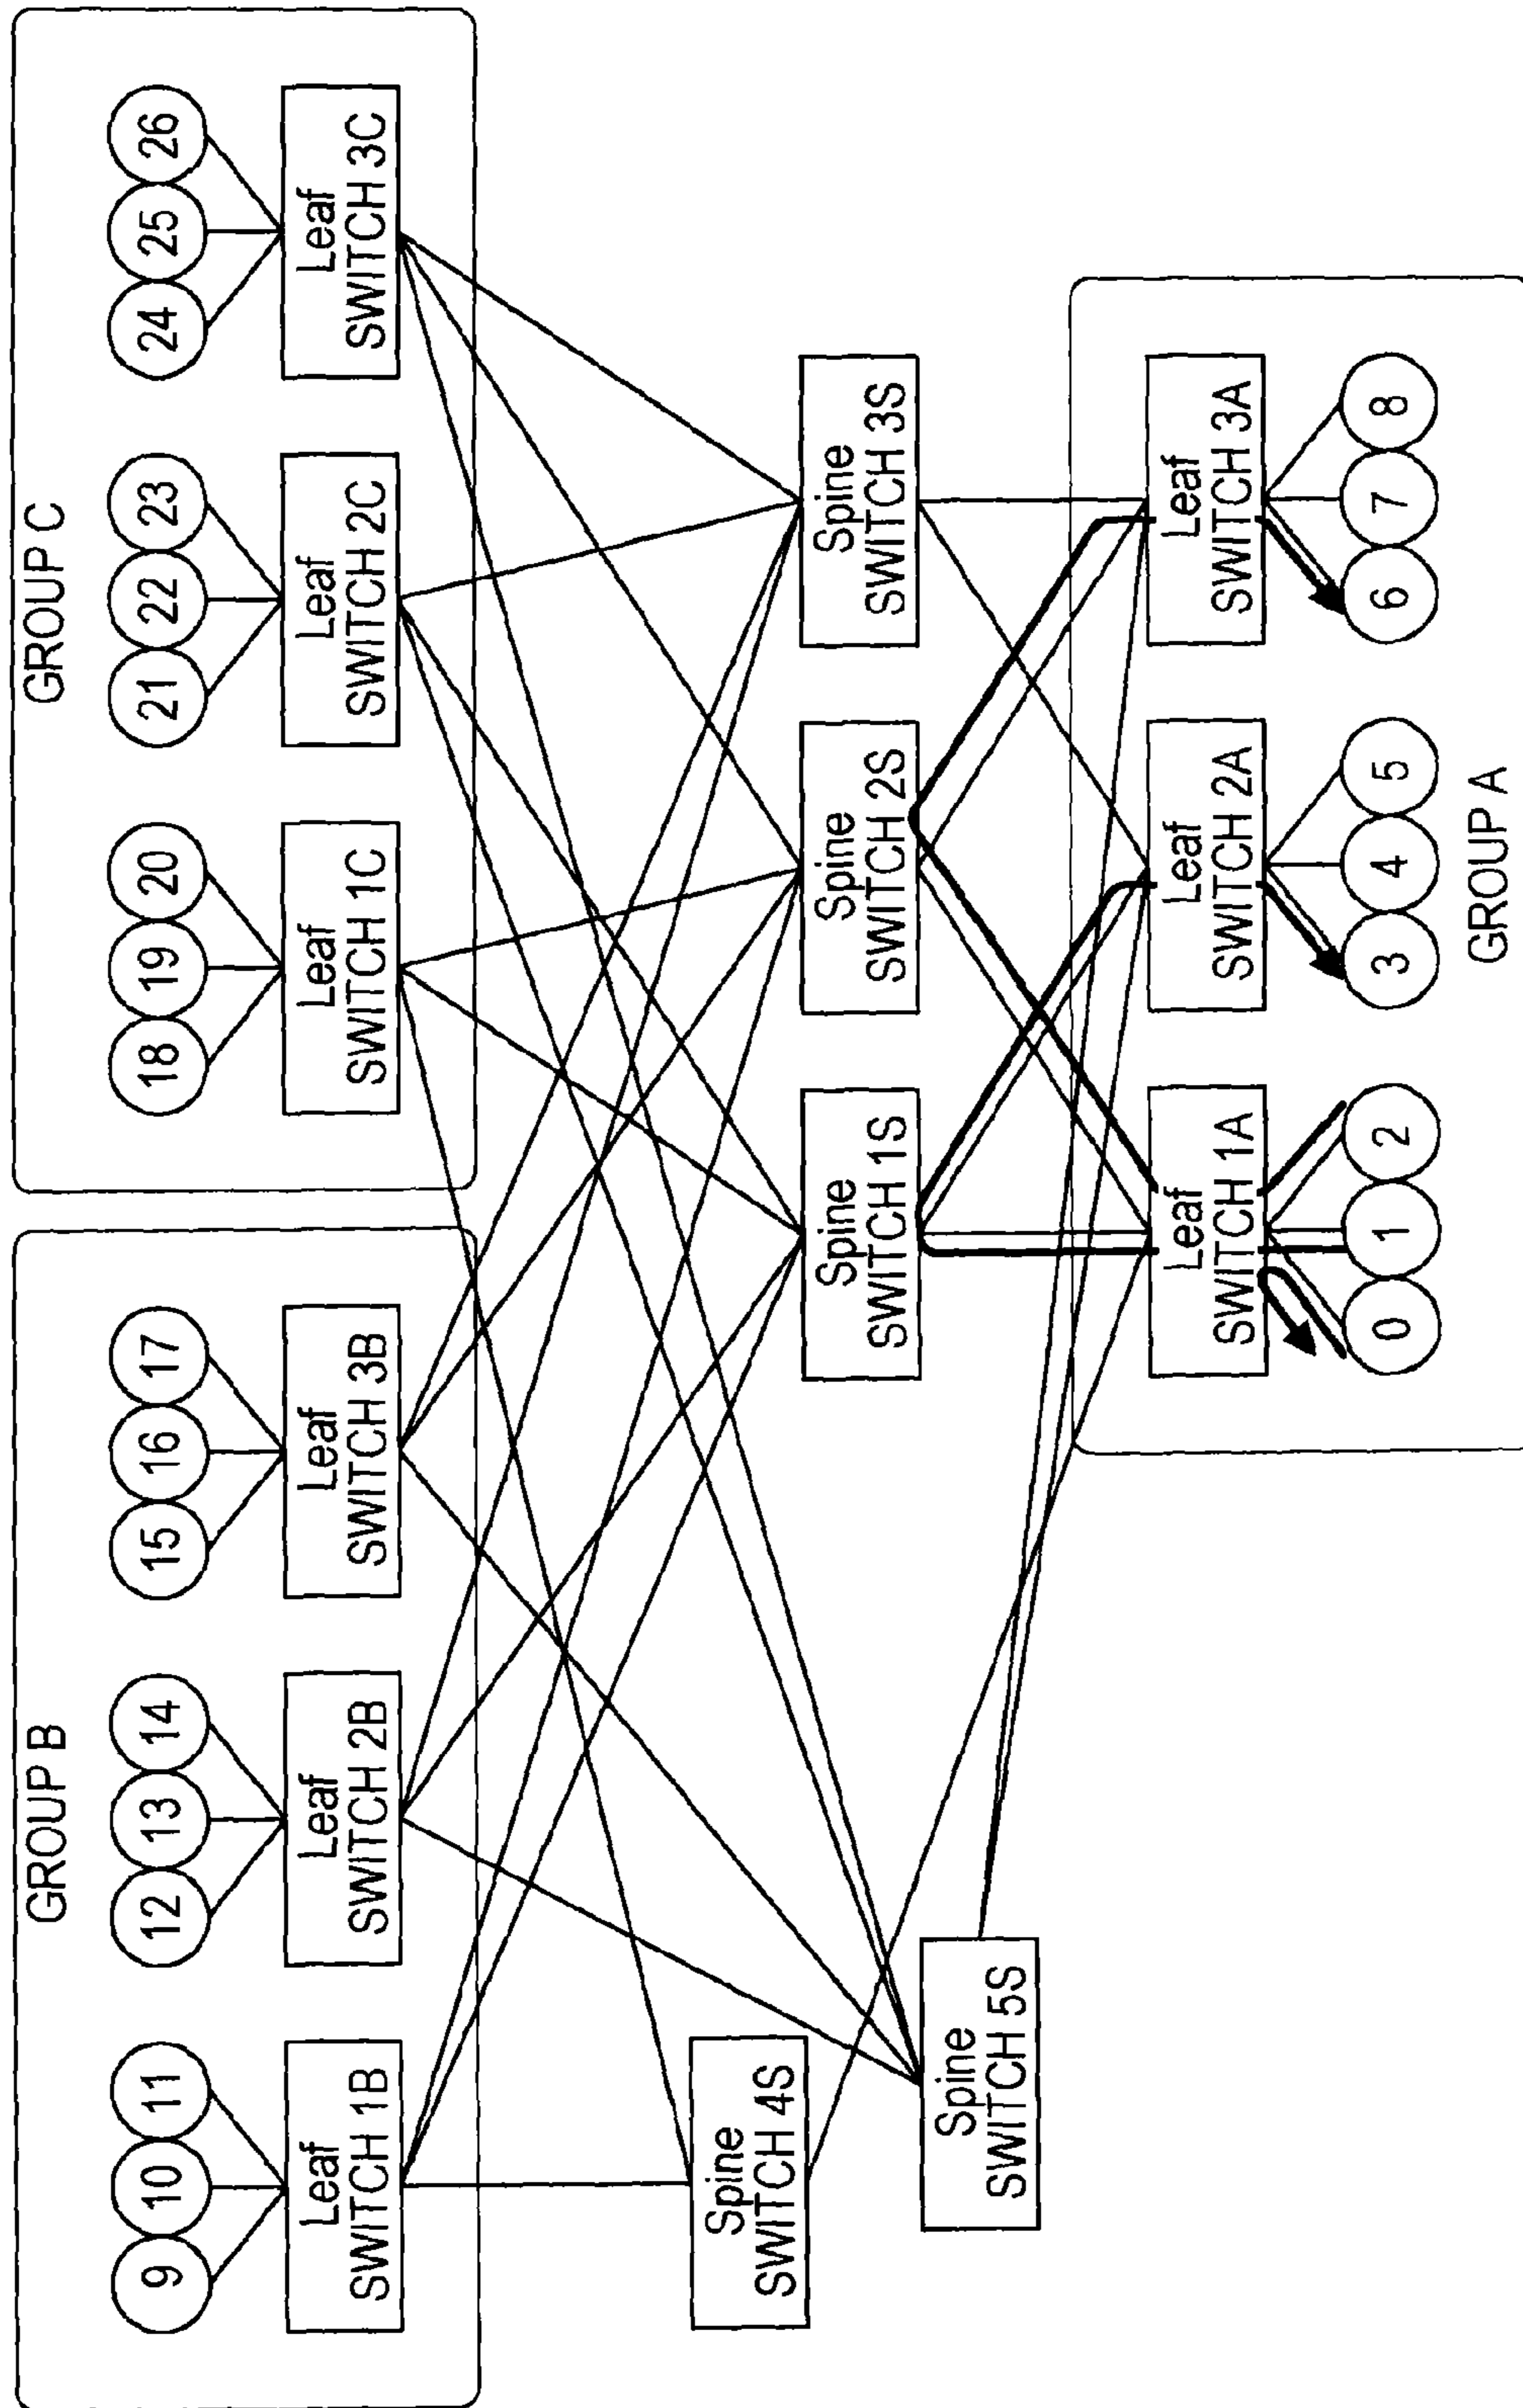 GROUP B
GROUP C
9 10 11
12 13 14
15 16 17
18 19 20
21 22 23
24 25 26
Leaf
SWITCH 1B
Leaf
SWITCH 2B
Leaf
SWITCH 3B
Leaf
SWITCH 1C
Leaf
SWITCH 2C
Leaf
SWITCH 3C
Spine
SWITCH 4S
Spine
SWITCH 5S
Spine
SWITCH 1S
Spine
SWITCH 2S
Spine
SWITCH 3S
Leaf
SWITCH 1A
Leaf
SWITCH 2A
Leaf
SWITCH 3A
0 1 2
3 4 5
6 7 8
GROUP A